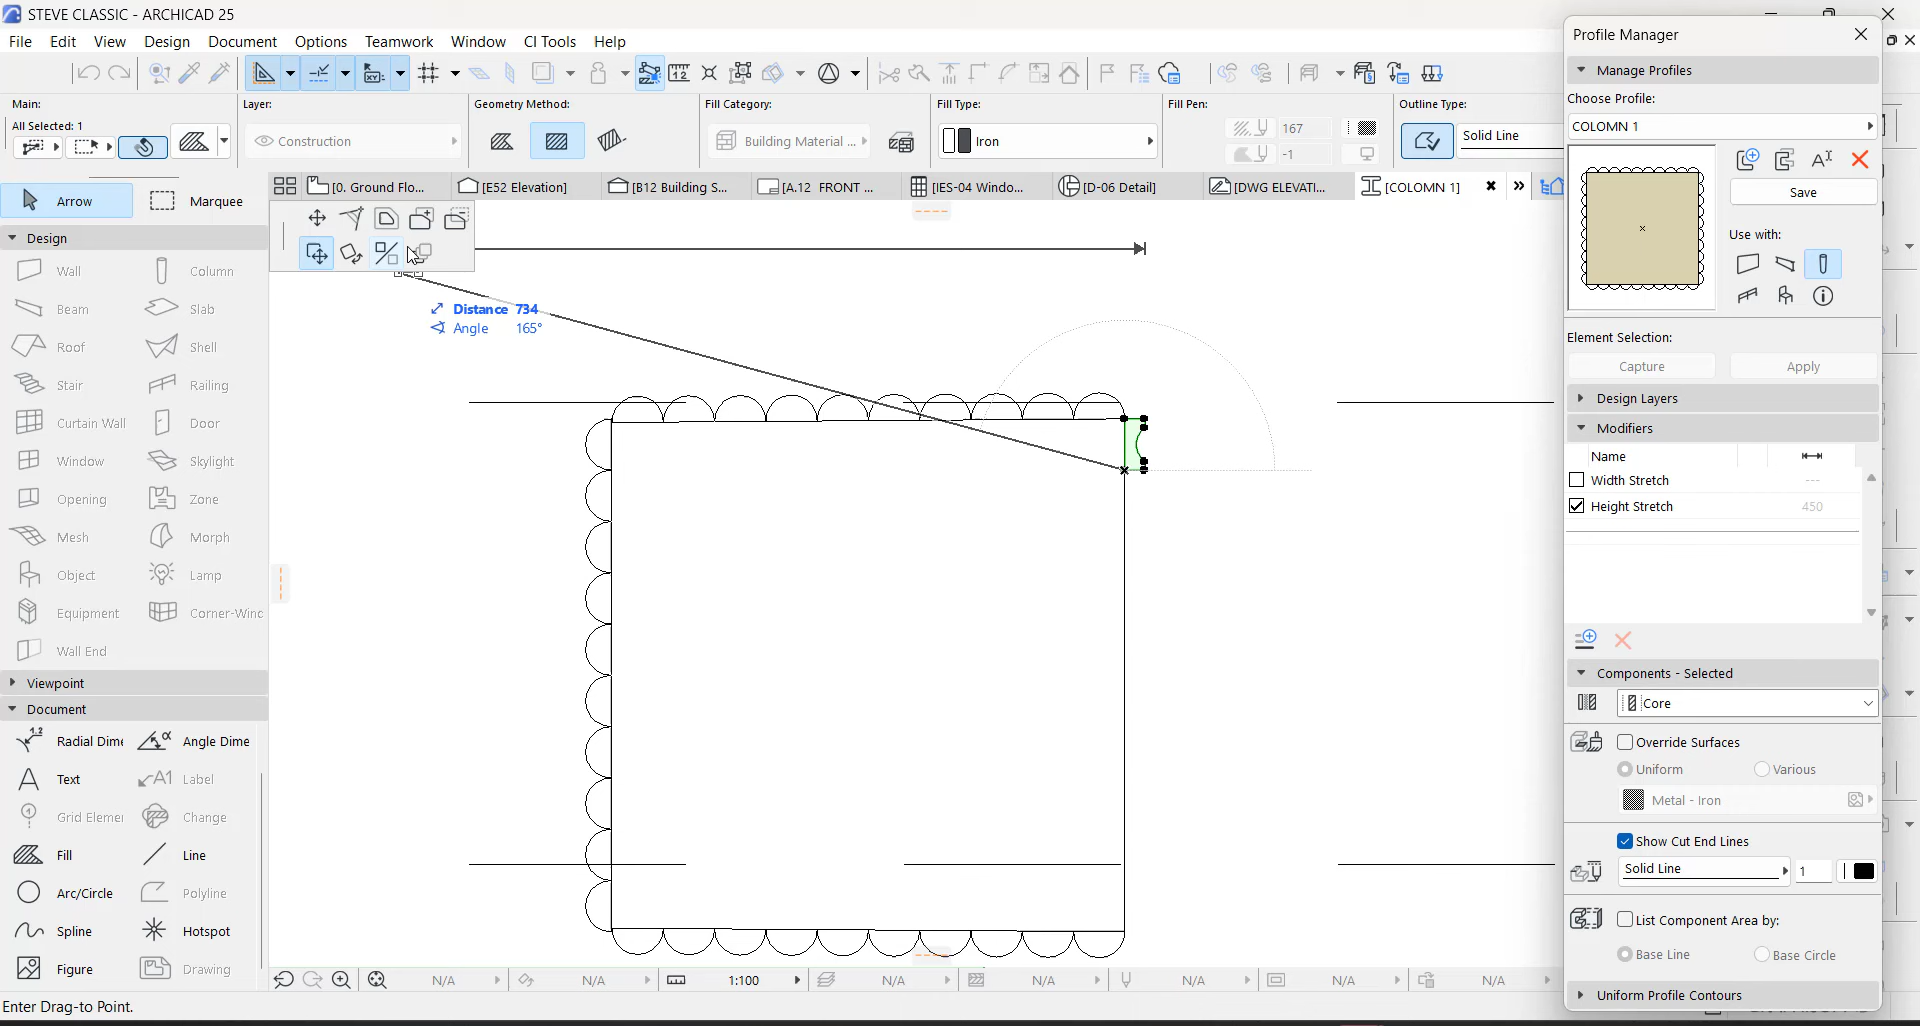 STEVE CLASSIC - ARCHICAD 25
File Edit View Design Document Options Teamwork Window CI Tools Help
Main:
All Selected: 1
Layer:
Construction
Geometry Method:
Fill Category:
Building Material ...
Fill Type:
Iron
Fill Pen:
167
-1
Outline Type:
Solid Line
Arrow
Marquee
[0. Ground Flo...
[E52 Elevation]
[B12 Building S...
[A.12 FRONT ...
[IES-04 Windo...
[D-06 Detail]
[DWG ELEVATI...
[COLUMN 1]
Design
Wall
Column
Beam
Slab
Roof
Shell
Stair
Railing
Curtain Wall
Door
Window
Skylight
Opening
Zone
Mesh
Morph
Object
Lamp
Equipment
Corner-Winc
Wall End
Viewpoint
Document
1.2
Radial Dime
Angle Dime
Text
A1
Label
Grid Elemer
Change
Fill
Line
Arc/Circle
Polyline
Spline
Hotspot
Figure
Drawing
Distance 734
Angle 165°
N/A
N/A
1:100
N/A
N/A
N/A
N/A
N/A
Enter Drag-to Point.
Profile Manager
Manage Profiles
Choose Profile:
COLOMN 1
Save
Use with:
Element Selection:
Capture
Apply
Design Layers
Modifiers
Name
Width Stretch ---
Height Stretch 450
Components - Selected
Core
Override Surfaces
Uniform
Various
Metal - Iron
Show Cut End Lines
Solid Line
1
List Component Area by:
Base Line
Base Circle
Uniform Profile Contours